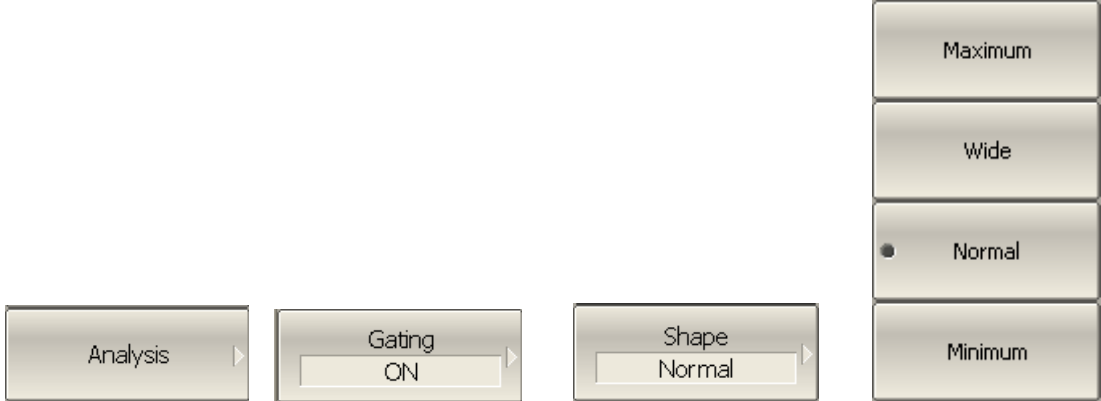 Maximum
Wide
Normal
Minimum
Analysis
Gating
ON
Shape
Normal